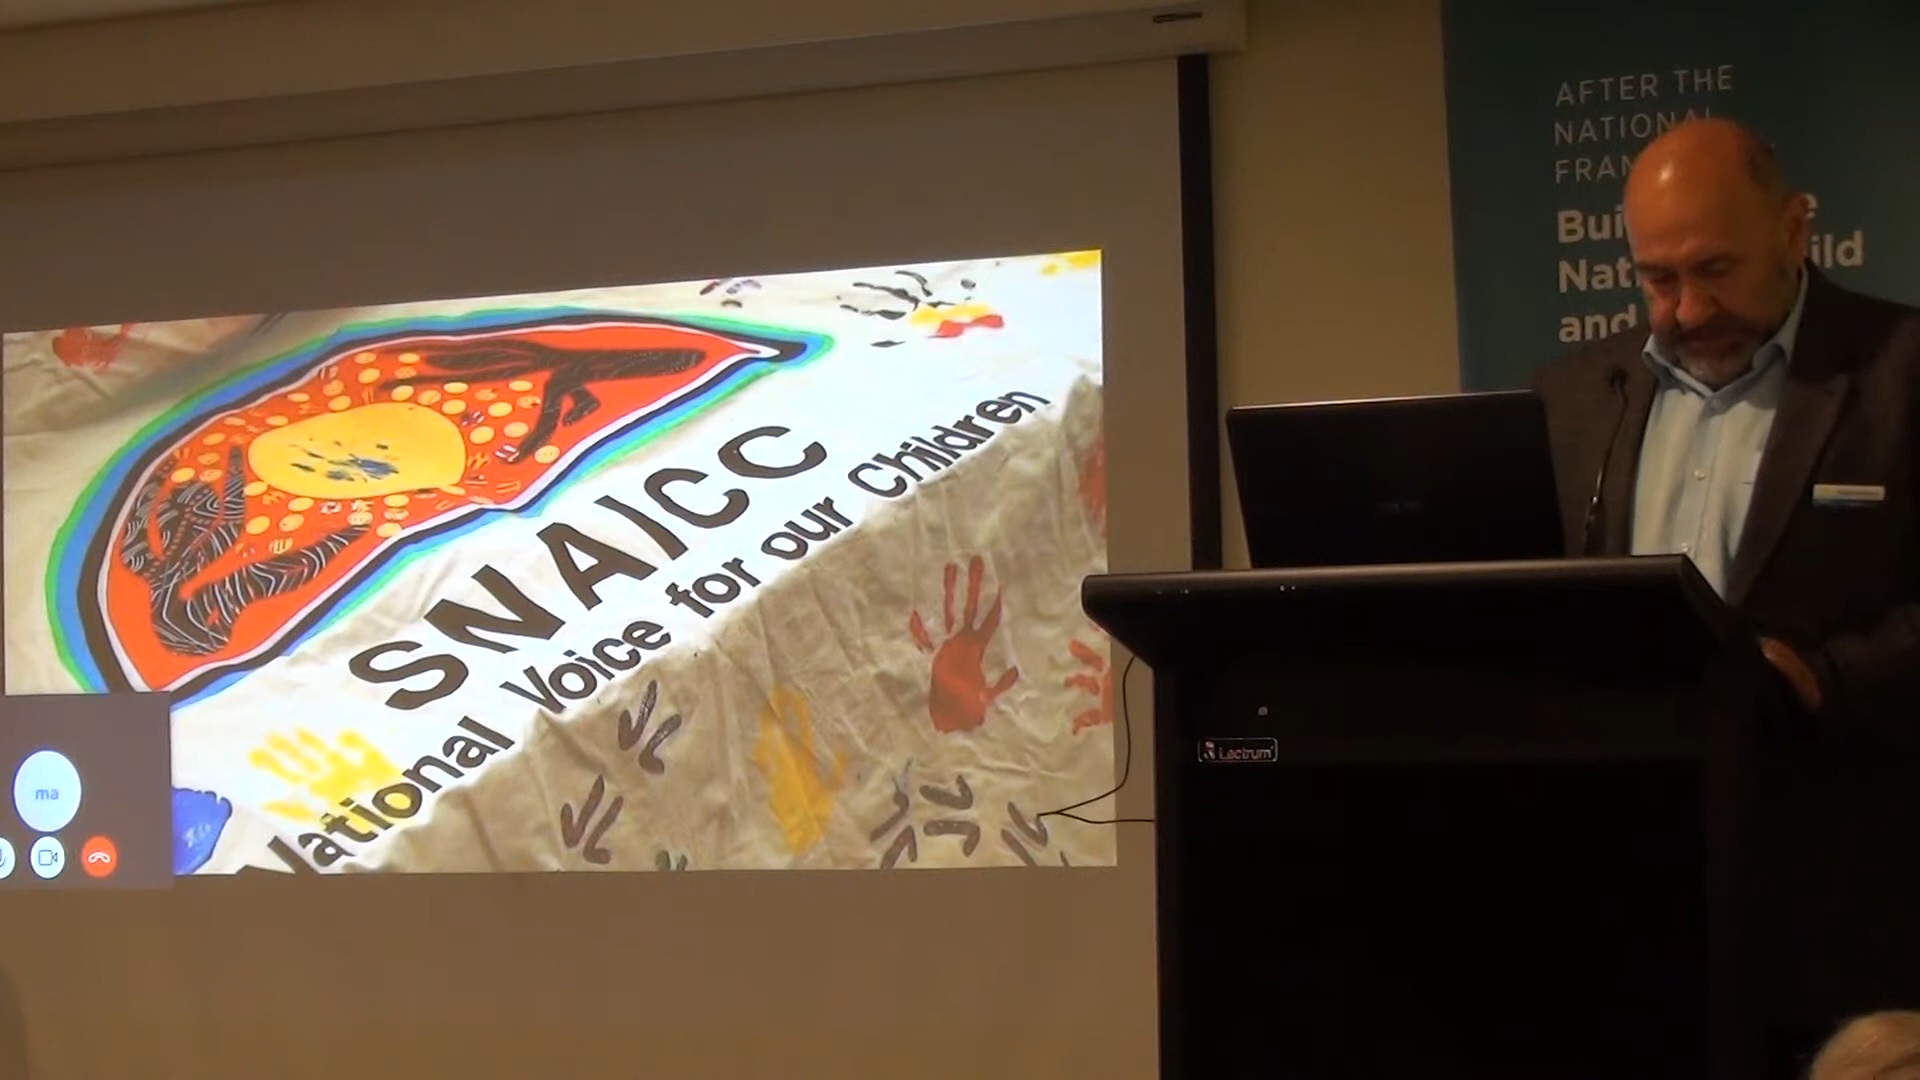 SNAICC
National Voice for our Children
ma
AFTER THE
NATIONAL
FRAM
Bui e
Nat ild
and
Lectrum